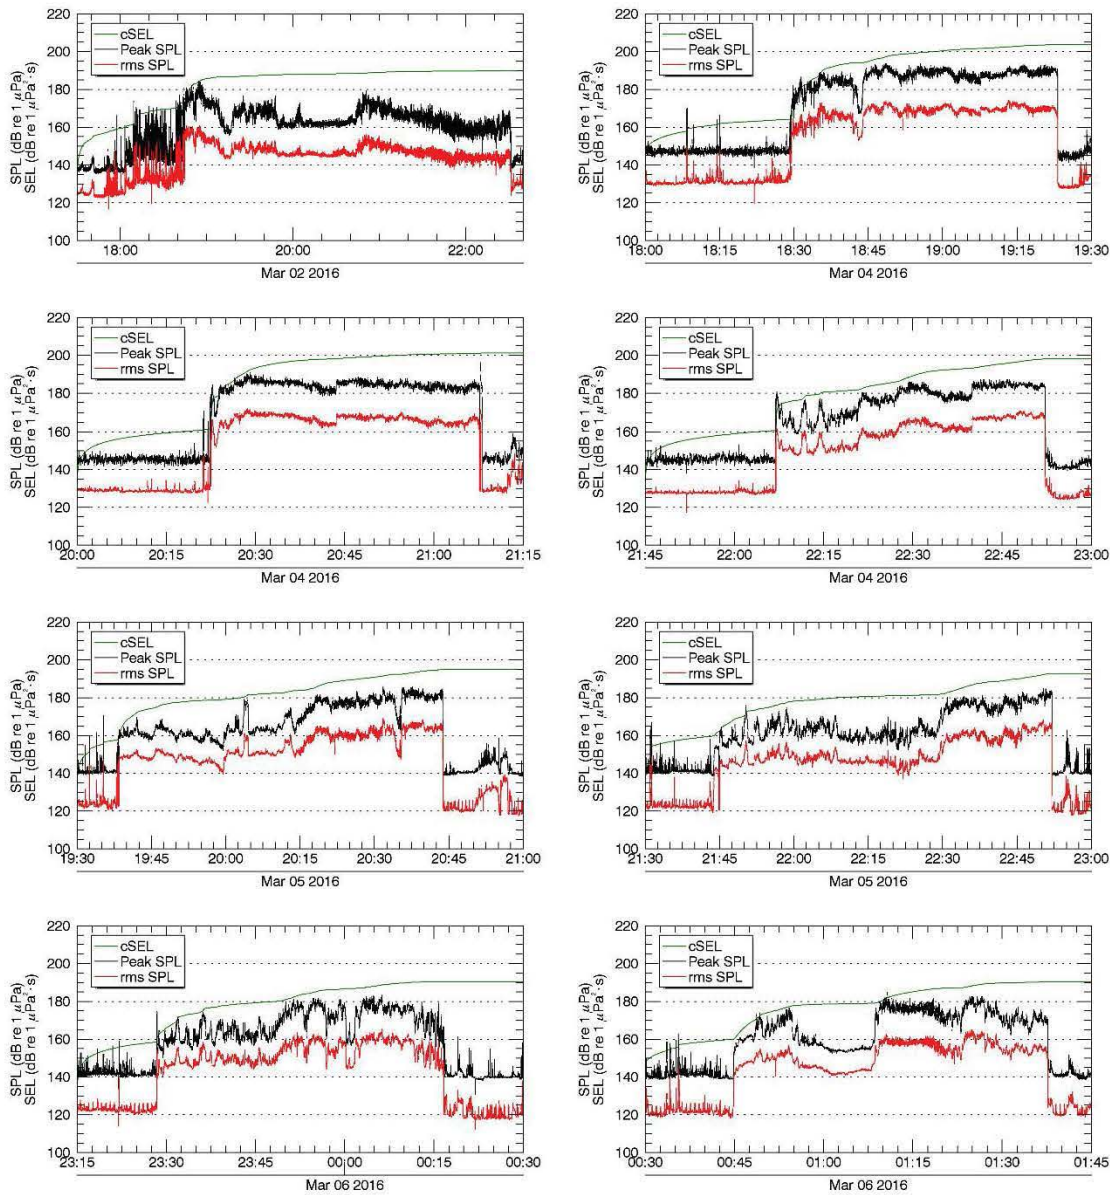 220
200
180
160
140
120
100
SPL (dB re 1 μPa)
SEL (dB re 1 μPa²·s)
cSEL
Peak SPL
rms SPL
18:00 20:00 22:00
Mar 02 2016
220
200
180
160
140
120
100
SPL (dB re 1 μPa)
SEL (dB re 1 μPa²·s)
cSEL
Peak SPL
rms SPL
18:00 18:15 18:30 18:45 19:00 19:15 19:30
Mar 04 2016
220
200
180
160
140
120
100
SPL (dB re 1 μPa)
SEL (dB re 1 μPa²·s)
cSEL
Peak SPL
rms SPL
20:00 20:15 20:30 20:45 21:00 21:15
Mar 04 2016
220
200
180
160
140
120
100
SPL (dB re 1 μPa)
SEL (dB re 1 μPa²·s)
cSEL
Peak SPL
rms SPL
21:45 22:00 22:15 22:30 22:45 23:00
Mar 04 2016
220
200
180
160
140
120
100
SPL (dB re 1 μPa)
SEL (dB re 1 μPa²·s)
cSEL
Peak SPL
rms SPL
19:30 19:45 20:00 20:15 20:30 20:45 21:00
Mar 05 2016
220
200
180
160
140
120
100
SPL (dB re 1 μPa)
SEL (dB re 1 μPa²·s)
cSEL
Peak SPL
rms SPL
21:30 21:45 22:00 22:15 22:30 22:45 23:00
Mar 05 2016
220
200
180
160
140
120
100
SPL (dB re 1 μPa)
SEL (dB re 1 μPa²·s)
cSEL
Peak SPL
rms SPL
23:15 23:30 23:45 00:00 00:15 00:30
Mar 06 2016
220
200
180
160
140
120
100
SPL (dB re 1 μPa)
SEL (dB re 1 μPa²·s)
cSEL
Peak SPL
rms SPL
00:30 00:45 01:00 01:15 01:30 01:45
Mar 06 2016